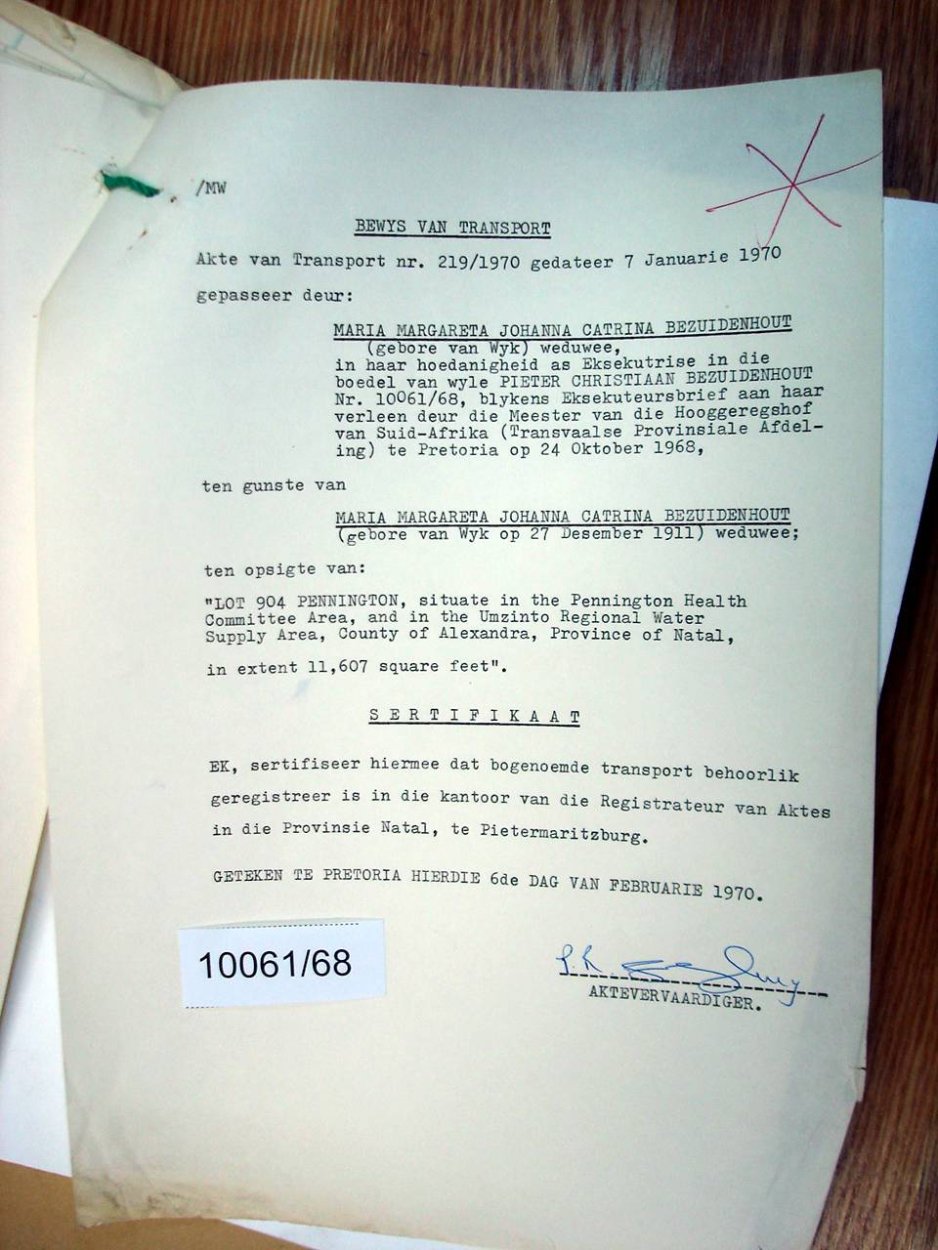 /MW
BEWYS VAN TRANSPORT
Akte van Transport nr. 219/1970 gedateer 7 Januarie 1970
gepasseer deur:
MARIA MARGARETA JOHANNA CATRINA BEZUIDENHOUT
(gebore van Wyk) weduwee,
in haar hoedanigheid as Eksekutrise in die
boedel van wyle PIETER CHRISTIAAN BEZUIDENHOUT
Nr. 10061/68, blykens Eksekuteursbrief aan haar
verleen deur die Meester van die Hooggeregshof
van Suid-Afrika (Transvaalse Provinsiale Afdel-
ing) te Pretoria op 24 Oktober 1968,
ten gunste van
MARIA MARGARETA JOHANNA CATRINA BEZUIDENHOUT
(gebore van Wyk op 27 Desember 1911) weduwee;
ten opsigte van:
"LOT 904 PENNINGTON, situate in the Pennington Health
Committee Area, and in the Umzinto Regional Water
Supply Area, County of Alexandra, Province of Natal,
in extent 11,607 square feet".
S E R T I F I K A A T
EK, sertifiseer hiermee dat bogenoemde transport behoorlik
geregistreer is in die kantoor van die Registrateur van Aktes
in die Provinsie Natal, te Pietermaritzburg.
GETEKEN TE PRETORIA HIERDIE 6de DAG VAN FEBRUARIE 1970.
10061/68
AKTEVERVAARDIGER.